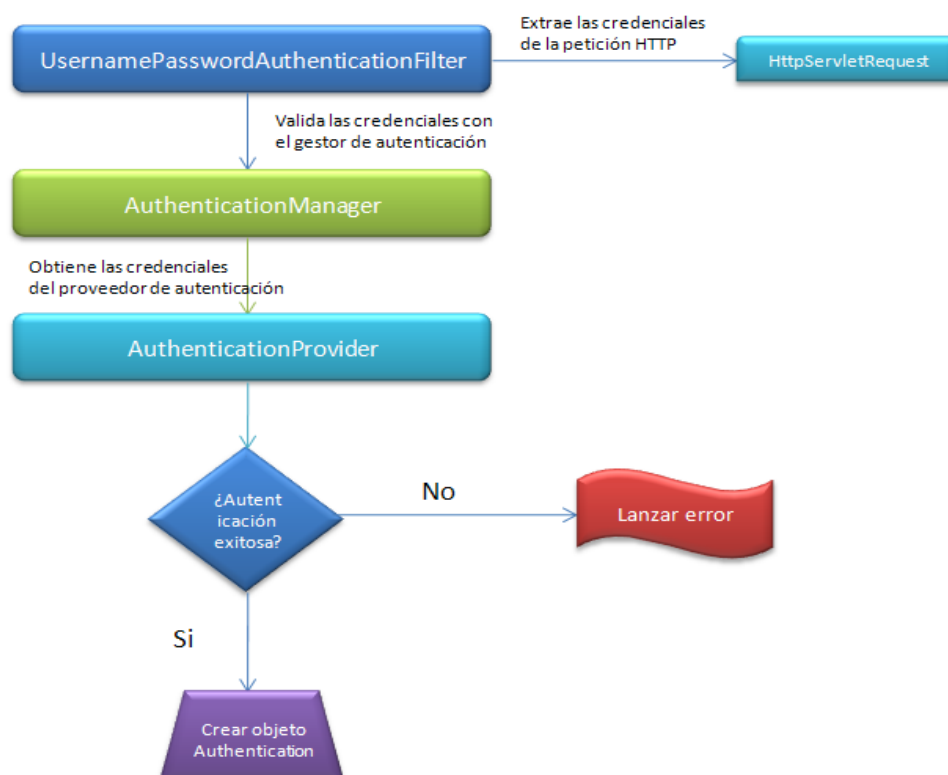 Extrae las credenciales
de la petición HTTP
UsernamePasswordAuthenticationFilter
HttpServletRequest
Valida las credenciales con
el gestor de autenticación
AuthenticationManager
Obtiene las credenciales
del proveedor de autenticación
AuthenticationProvider
¿Autent
icación
exitosa?
No
Lanzar error
Si
Crear objeto
Authentication